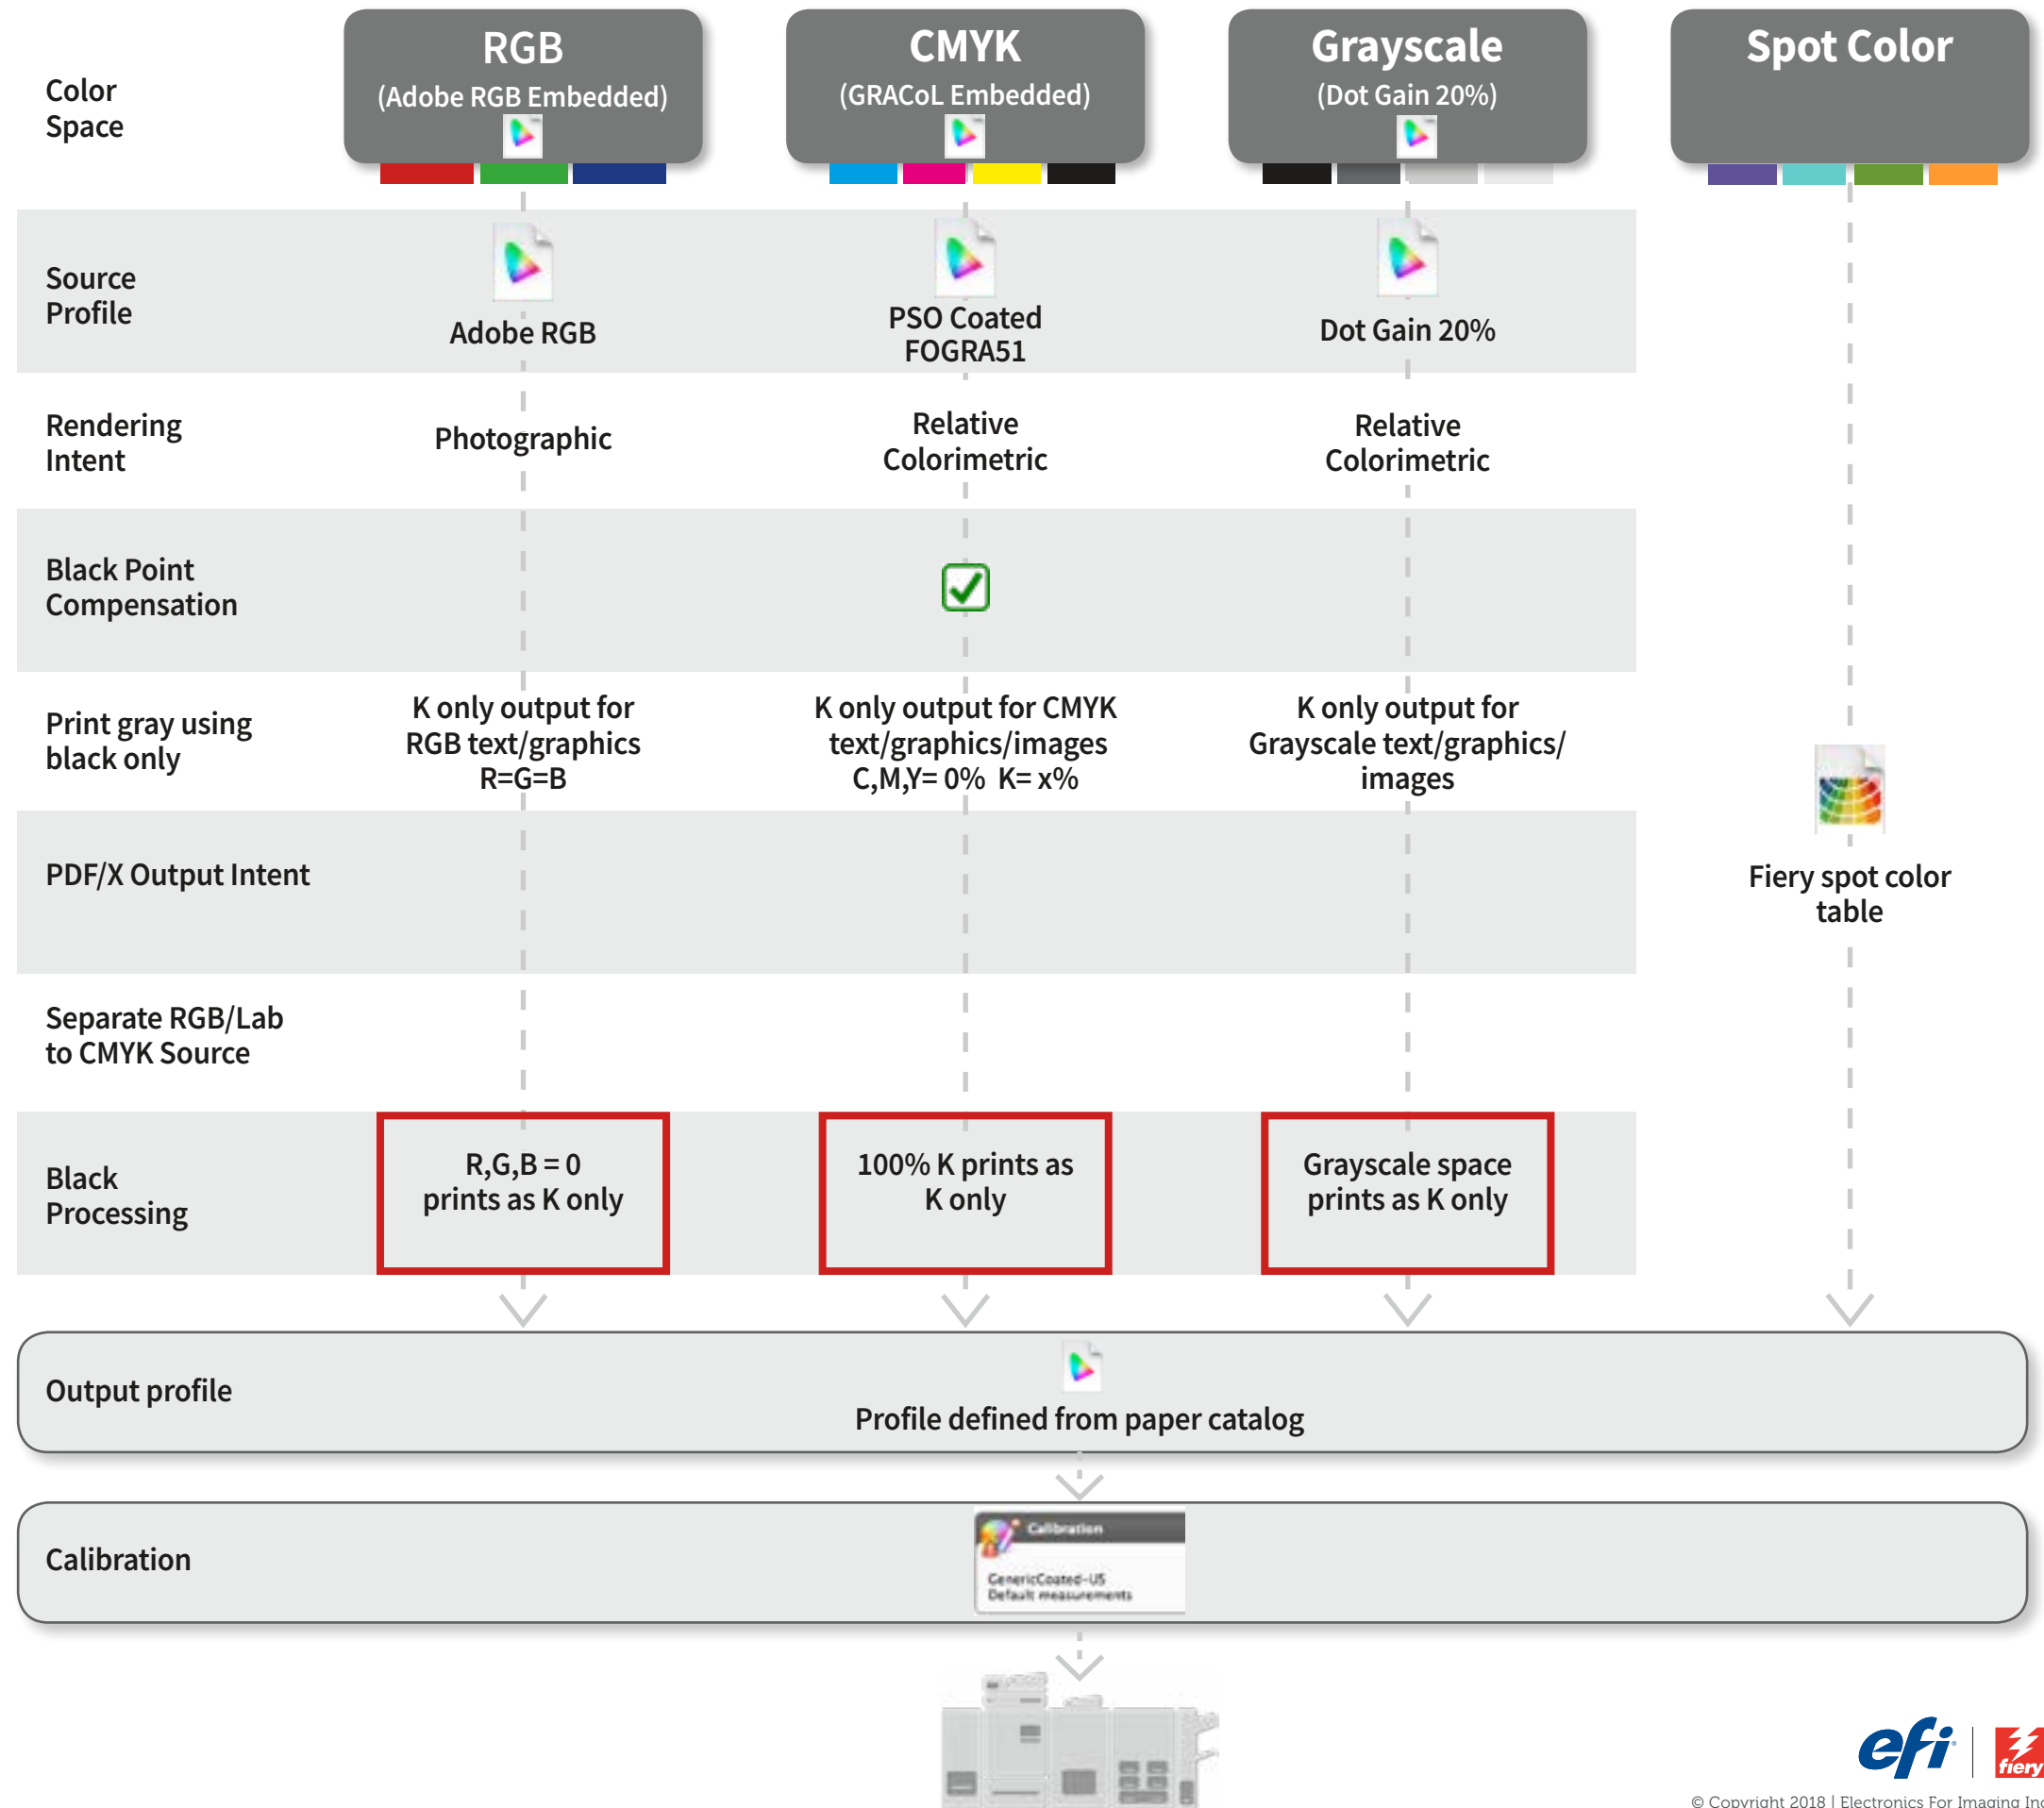 Color
Space
RGB
(Adobe RGB Embedded)
CMYK
(GRACoL Embedded)
Grayscale
(Dot Gain 20%)
Spot Color
Source
Profile
Adobe RGB
PSO Coated
FOGRA51
Dot Gain 20%
Rendering
Intent
Photographic
Relative
Colorimetric
Relative
Colorimetric
Black Point
Compensation
Print gray using
black only
K only output for
RGB text/graphics
R=G=B
K only output for CMYK
text/graphics/images
C,M,Y= 0% K= x%
K only output for
Grayscale text/graphics/
images
PDF/X Output Intent
Fiery spot color
table
Separate RGB/Lab
to CMYK Source
Black
Processing
R,G,B = 0
prints as K only
100% K prints as
K only
Grayscale space
prints as K only
Output profile
Profile defined from paper catalog
Calibration
Calibration
GenericCoated-US
Default measurements
efi
fiery
© Copyright 2018 | Electronics For Imaging Inc